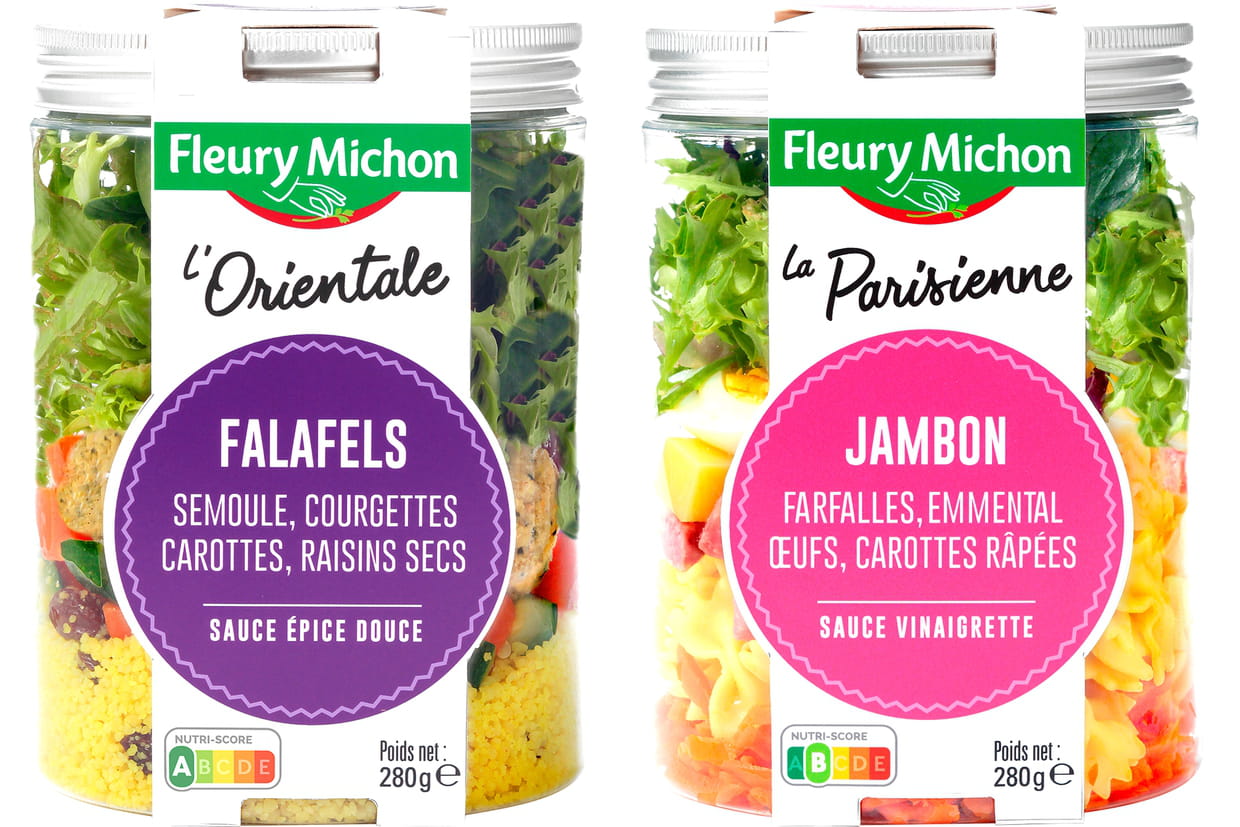 Fleury Michon
L'Orientale
FALAFELS
SEMOULE, COURGETTES
CAROTTES, RAISINS SECS
SAUCE ÉPICE DOUCE
NUTRI-SCORE
A B C D E
Poids net :
280g e
Fleury Michon
La Parisienne
JAMBON
FARFALLES, EMMENTAL
ŒUFS, CAROTTES RÂPÉES
SAUCE VINAIGRETTE
NUTRI-SCORE
A B C D E
Poids net :
280g e